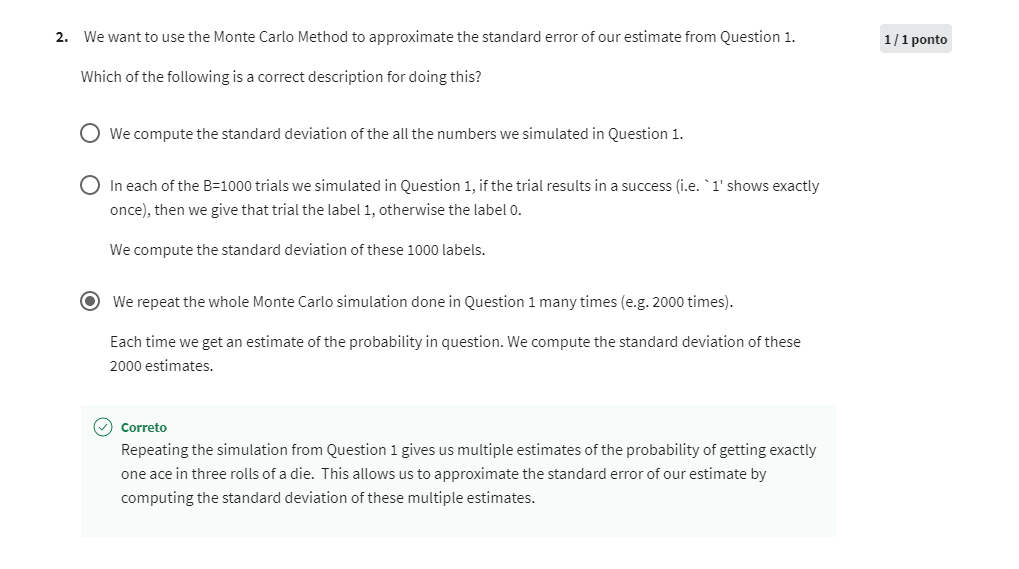 2. We want to use the Monte Carlo Method to approximate the standard error of our estimate from Question 1.
1 / 1 ponto
Which of the following is a correct description for doing this?
We compute the standard deviation of the all the numbers we simulated in Question 1.
In each of the B=1000 trials we simulated in Question 1, if the trial results in a success (i.e. `1' shows exactly
once), then we give that trial the label 1, otherwise the label 0.
We compute the standard deviation of these 1000 labels.
We repeat the whole Monte Carlo simulation done in Question 1 many times (e.g. 2000 times).
Each time we get an estimate of the probability in question. We compute the standard deviation of these
2000 estimates.
Correto
Repeating the simulation from Question 1 gives us multiple estimates of the probability of getting exactly
one ace in three rolls of a die. This allows us to approximate the standard error of our estimate by
computing the standard deviation of these multiple estimates.